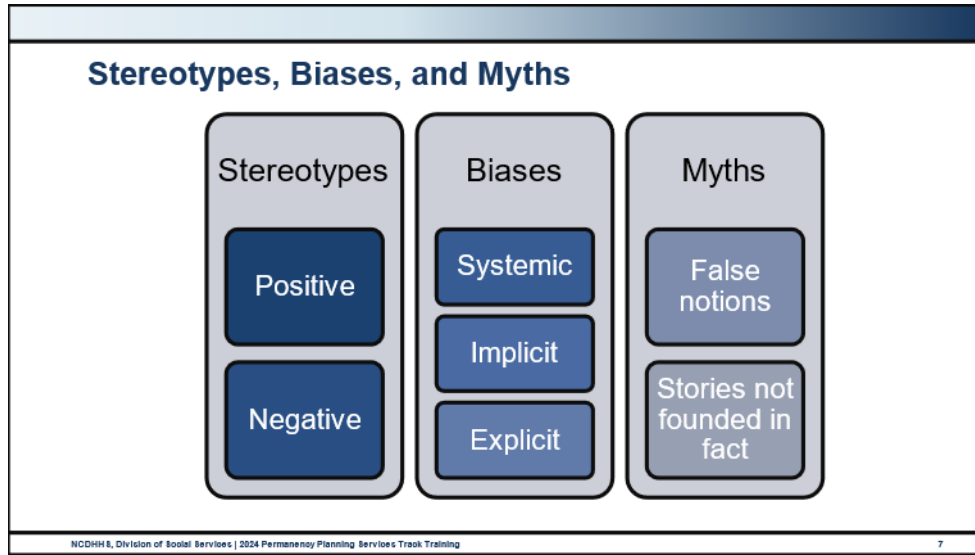 Stereotypes, Biases, and Myths
Stereotypes
Positive
Negative
Biases
Systemic
Implicit
Explicit
Myths
False
notions
Stories not
founded in
fact
NCDHHS, Division of Social Services | 2024 Permanency Planning Services Track Training
7